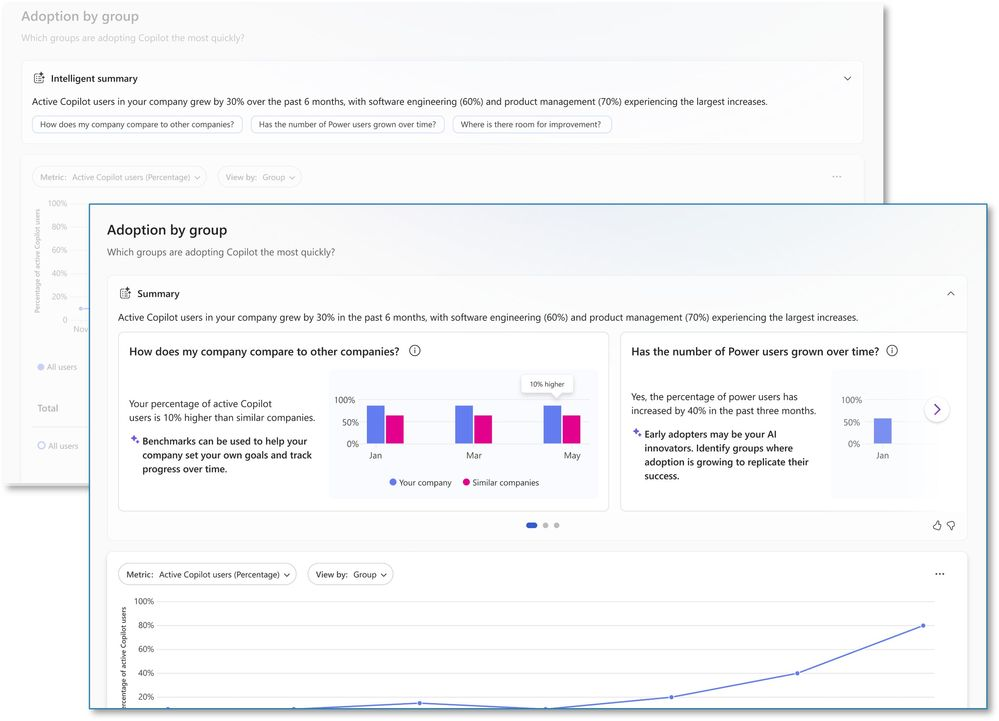 Adoption by group
Which groups are adopting Copilot the most quickly?
Intelligent summary
Active Copilot users in your company grew by 30% over the past 6 months, with software engineering (60%) and product management (70%) experiencing the largest increases.
How does my company compare to other companies?
Has the number of Power users grown over time?
Where is there room for improvement?
Metric: Active Copilot users (Percentage)
View by: Group
Percentage of active Copilot users
100%
80%
60%
40%
20%
0
Nov
All users
Total
All users
Adoption by group
Which groups are adopting Copilot the most quickly?
Summary
Active Copilot users in your company grew by 30% in the past 6 months, with software engineering (60%) and product management (70%) experiencing the largest increases.
How does my company compare to other companies?
Your percentage of active Copilot
users is 10% higher than similar companies.
Benchmarks can be used to help your
company set your own goals and track
progress over time.
10% higher
100%
50%
0%
Jan
Mar
May
Your company
Similar companies
Has the number of Power users grown over time?
Yes, the percentage of power users has
increased by 40% in the past three months.
Early adopters may be your AI
innovators. Identify groups where
adoption is growing to replicate their
success.
100%
50%
0%
Jan
Metric: Active Copilot users (Percentage)
View by: Group
ercentage of active Copilot users
100%
80%
60%
40%
20%